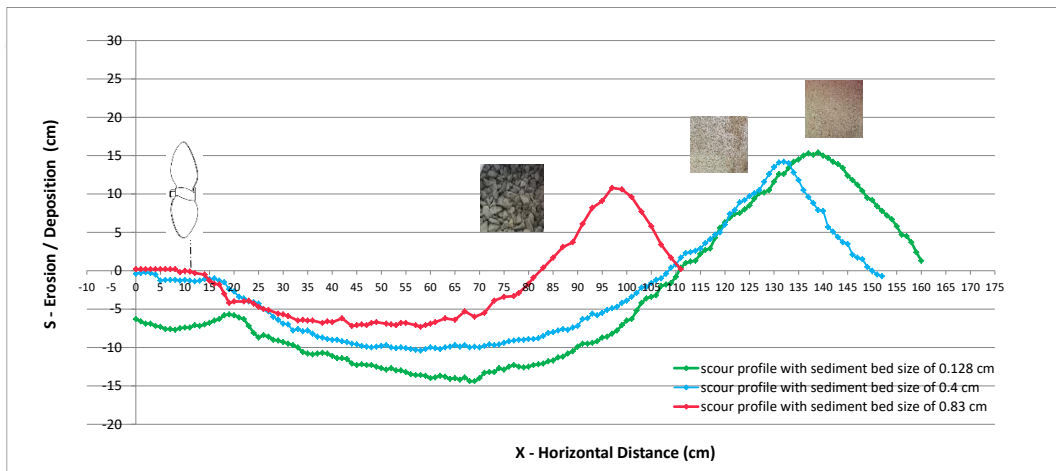 30
25
20
15
10
5
0
-5
-10
-15
-20
S - Erosion / Deposition (cm)
-10 -5 0 5 10 15 20 25 30 35 40 45 50 55 60 65 70 75 80 85 90 95 100 105 110 115 120 125 130 135 140 145 150 155 160 165 170 175
scour profile with sediment bed size of 0.128 cm
scour profile with sediment bed size of 0.4 cm
scour profile with sediment bed size of 0.83 cm
X - Horizontal Distance (cm)